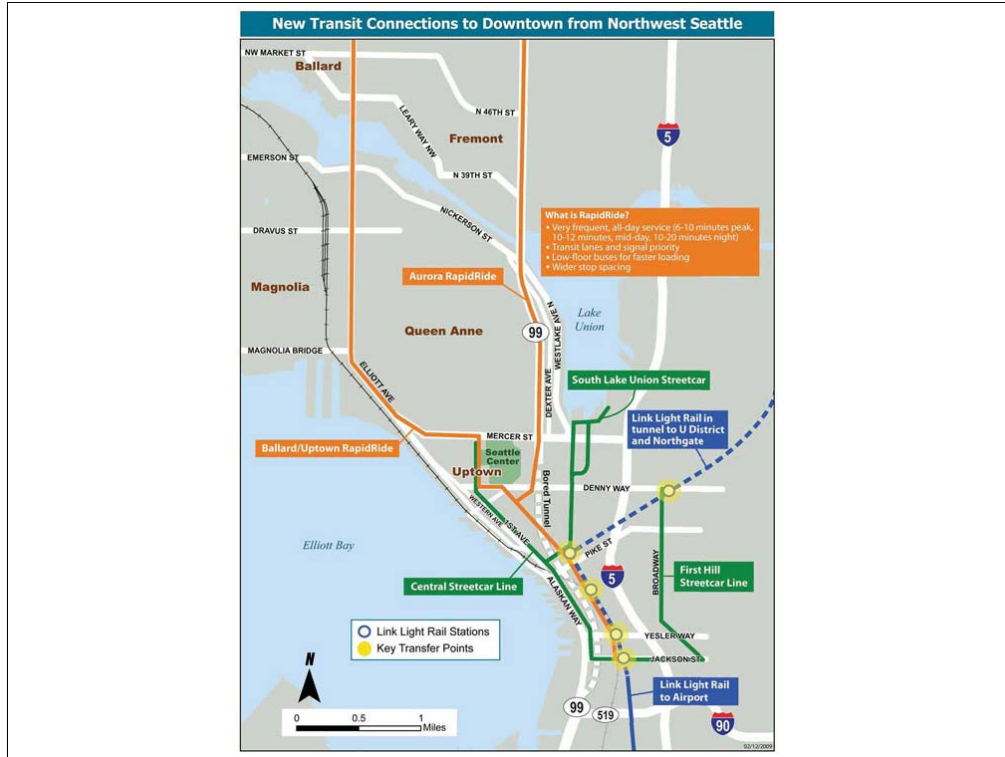 New Transit Connections to Downtown from Northwest Seattle
NW MARKET ST
Ballard
LEARY WAY NW
N 46TH ST
Fremont
5
EMERSON ST
N 39TH ST
NICKERSON ST
What is RapidRide?
• Very frequent, all-day service (6-10 minutes peak,
10-12 minutes, mid-day, 10-20 minutes night)
• Transit lanes and signal priority
• Low-floor buses for faster loading
• Wider stop spacing
DRAVUS ST
Aurora RapidRide
Magnolia
Queen Anne
99
WESTLAKE AVE N
Lake
Union
MAGNOLIA BRIDGE
ELLIOTT AVE
DEXTER AVE
South Lake Union Streetcar
Link Light Rail in
tunnel to U District
and Northgate
MERCER ST
Ballard/Uptown RapidRide
Seattle
Center
Uptown
Bored Tunnel
DENNY WAY
WESTERN AVE
1ST AVE
PIKE ST
Elliott Bay
Central Streetcar Line
ALASKAN WAY
5
BROADWAY
First Hill
Streetcar Line
Link Light Rail Stations
Key Transfer Points
YESLER WAY
JACKSON ST
N
Link Light Rail
to Airport
0 0.5 1
Miles
99
519
90
02/12/2009